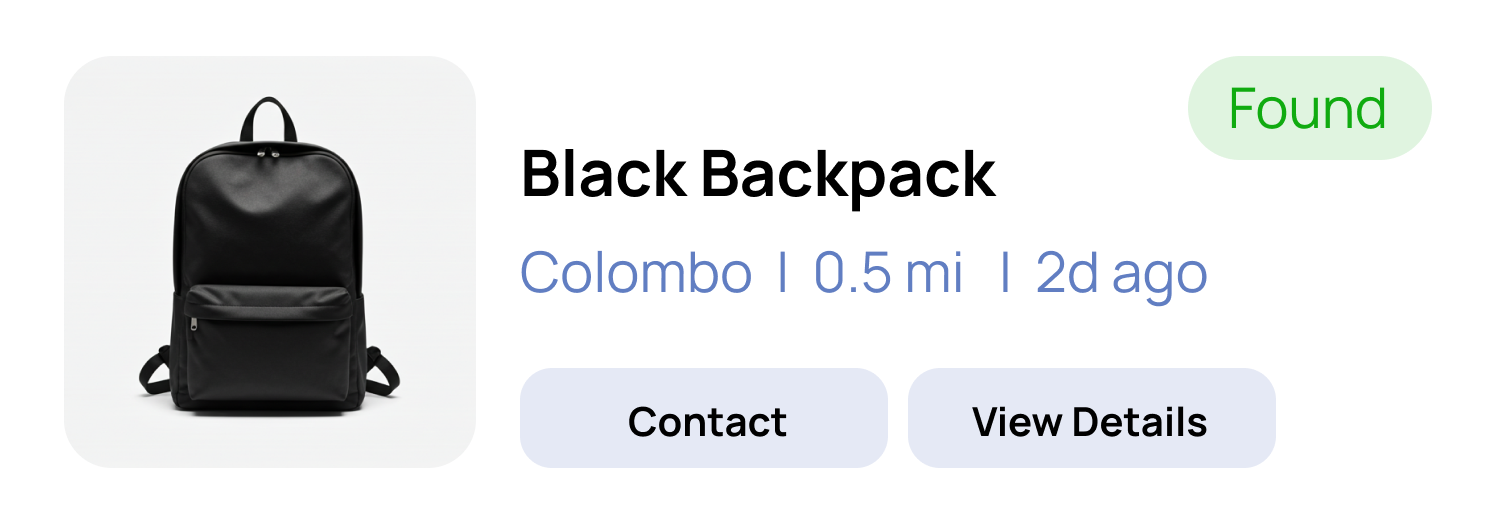 Found
Black Backpack
Colombo | 0.5 mi | 2d ago
Contact
View Details